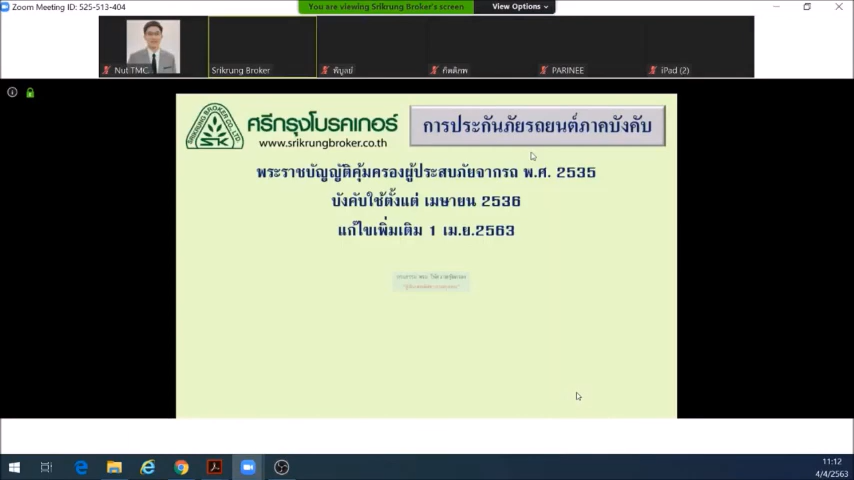 Zoom Meeting ID: 525-513-404
You are viewing Srikrung Broker's screen
View Options
Nut TMC
Srikrung Broker
พิบูลย์
กิตติภพ
PARINEE
iPad (2)
SRIKRUNG BROKER CO.,LTD.
SK
ศรีกรุงโบรคเกอร์
www.srikrungbroker.co.th
การประกันภัยรถยนต์ภาคบังคับ
พระราชบัญญัติคุ้มครองผู้ประสบภัยจากรถ พ.ศ. 2535
บังคับใช้ตั้งแต่ เมษายน 2536
แก้ไขเพิ่มเติม 1 เม.ย.2563
11:12
4/4/2563